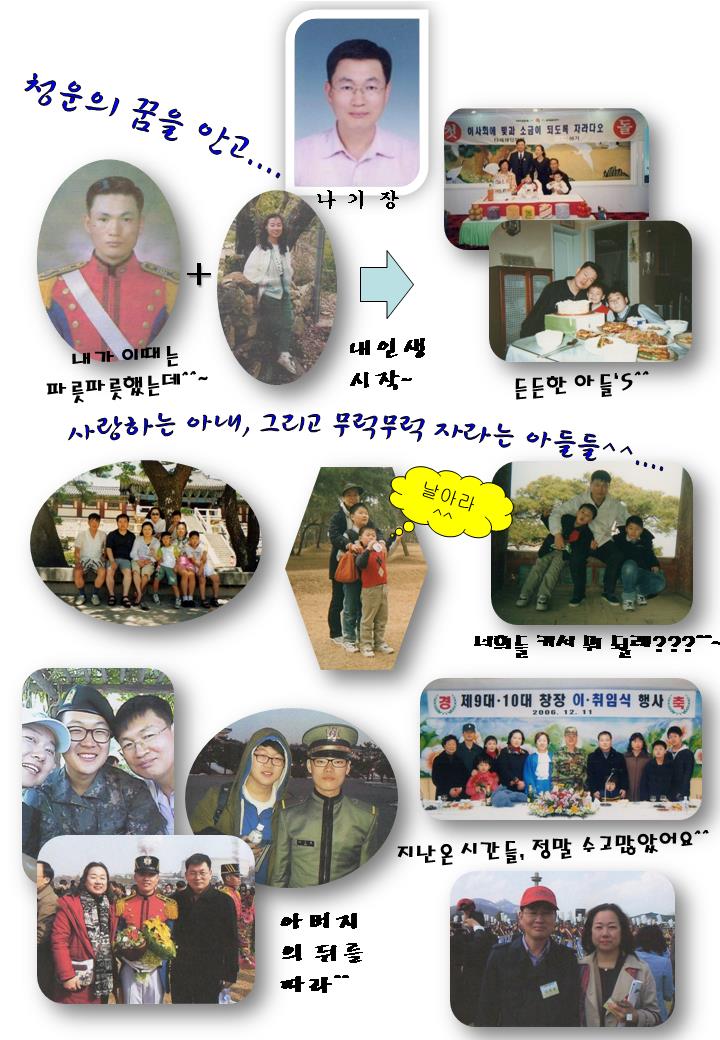 청운의 꿈을 안고....
나 기 장
첫
이사회에 빛과 소금이 되도록 자라다오
돌
+
내가 이때는
파릇파릇했는데^^~
내 인생
시작~
든든한 아들'S^^
사랑하는 아내, 그리고 무럭무럭 자라는 아들들^^....
날아라
^^
너희들 커서 뭐 될래???^^~
경
제9대·10대 창장 이·취임식 행사
축
2006. 12. 11
지난온 시간들, 정말 수고많았어요^^
아버지
의 뒤를
따라^^